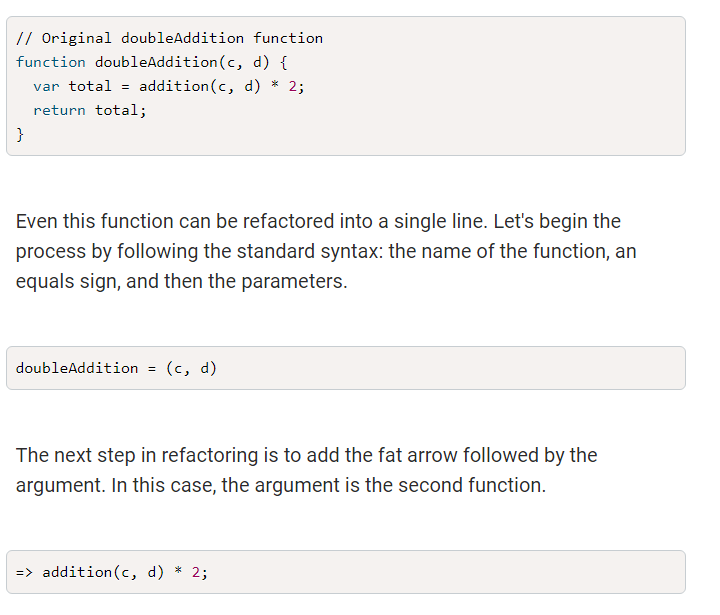 // Original doubleAddition function
function doubleAddition(c, d) {
  var total = addition(c, d) * 2;
  return total;
}
Even this function can be refactored into a single line. Let's begin the
process by following the standard syntax: the name of the function, an
equals sign, and then the parameters.
doubleAddition = (c, d)
The next step in refactoring is to add the fat arrow followed by the
argument. In this case, the argument is the second function.
=> addition(c, d) * 2;